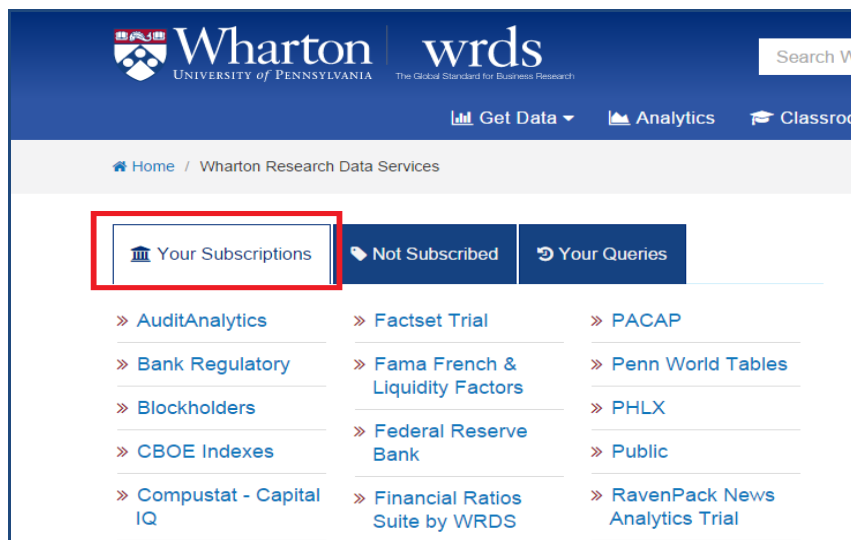 Wharton
UNIVERSITY of PENNSYLVANIA
wrds
The Global Standard for Business Research
Search W
Get Data
Analytics
Classroo
Home / Wharton Research Data Services
Your Subscriptions
Not Subscribed
Your Queries
» AuditAnalytics
» Bank Regulatory
» Blockholders
» CBOE Indexes
» Compustat - Capital
IQ
» Factset Trial
» Fama French &
Liquidity Factors
» Federal Reserve
Bank
» Financial Ratios
Suite by WRDS
» PACAP
» Penn World Tables
» PHLX
» Public
» RavenPack News
Analytics Trial